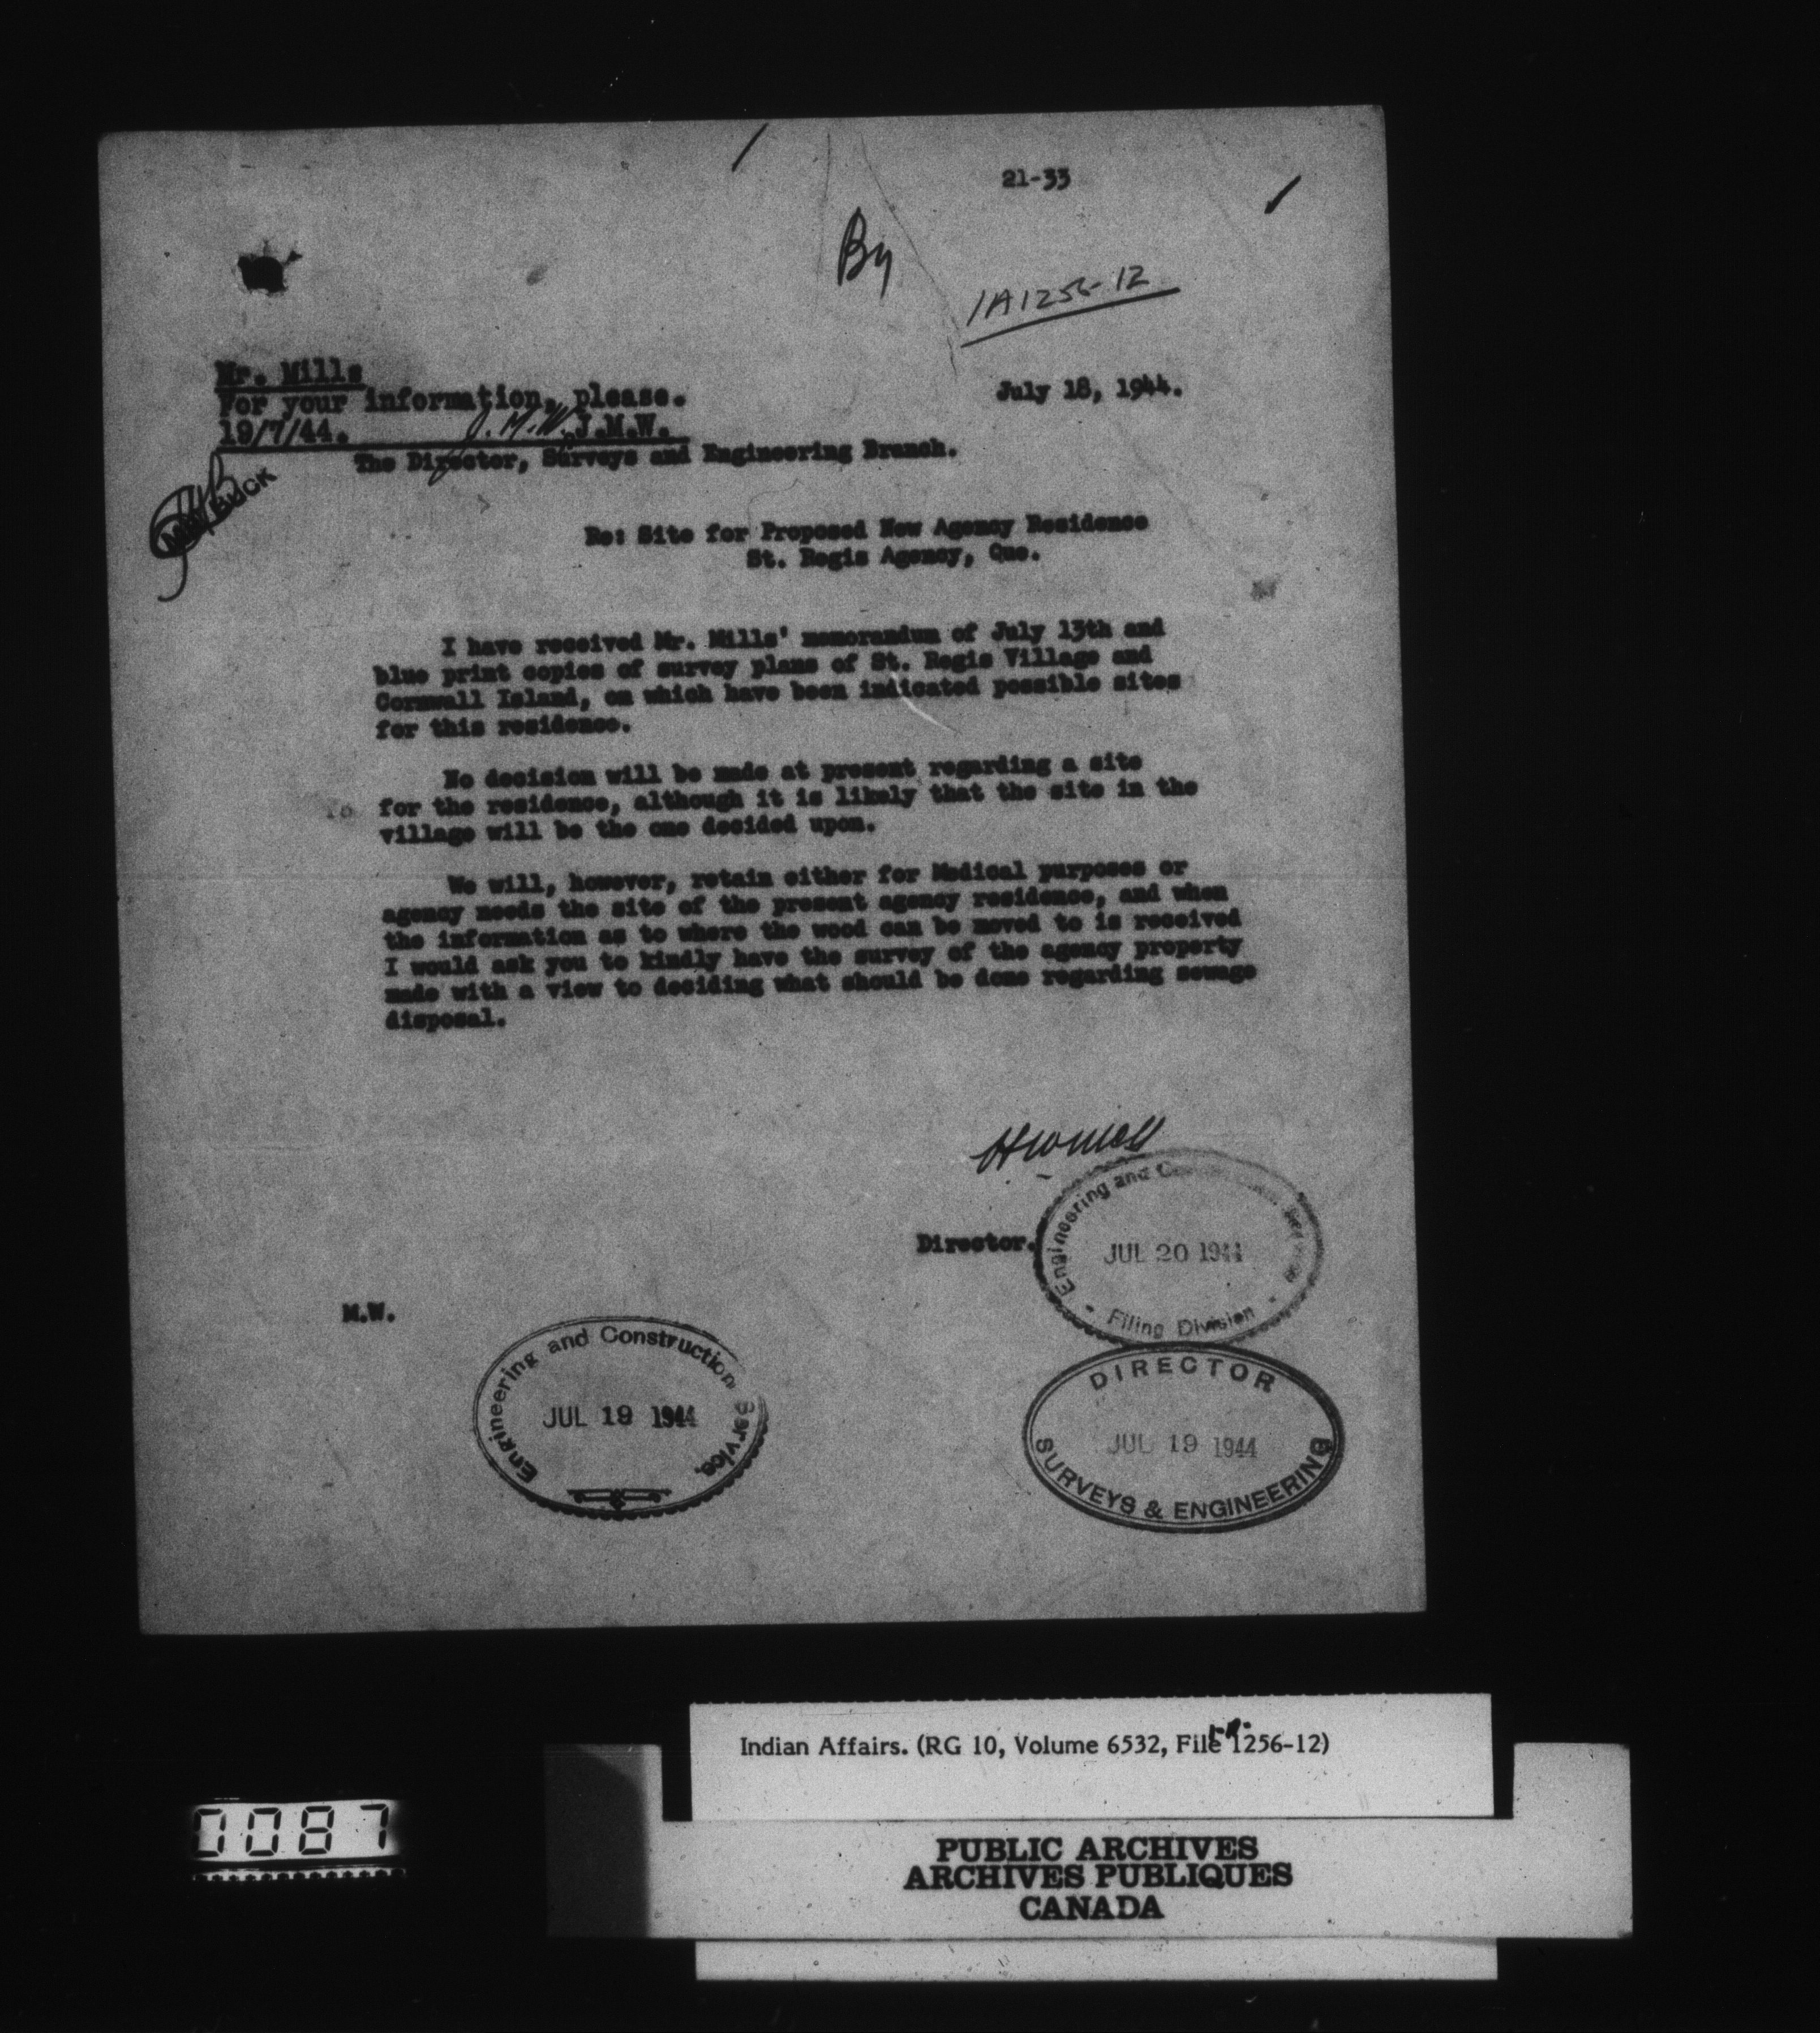 21-33
By
1A1256-12
Mr. Mills
For your information, please.
19/7/44. J.M.W. J.M.W.
July 18, 1944.
The Director, Surveys and Engineering Branch.
MR. BUCK
Re: Site for Proposed New Agency Residence
St. Regis Agency, Que.
I have received Mr. Mills' memorandum of July 13th and
blue print copies of survey plans of St. Regis Village and
Cornwall Island, on which have been indicated possible sites
for this residence.
No decision will be made at present regarding a site
for the residence, although it is likely that the site in the
village will be the one decided upon.
We will, however, retain either for Medical purposes or
agency needs the site of the present agency residence, and when
the information as to where the wood can be moved to is received
I would ask you to kindly have the survey of the agency property
made with a view to deciding what should be done regarding sewage
disposal.
Director.
Engineering and
JUL 20 1944
Filing Division
M.W.
Engineering and Construction Service.
JUL 19 1944
DIRECTOR
JUL 19 1944
SURVEYS & ENGINEERING
Indian Affairs. (RG 10, Volume 6532, File 1256-12)
0087
PUBLIC ARCHIVES
ARCHIVES PUBLIQUES
CANADA